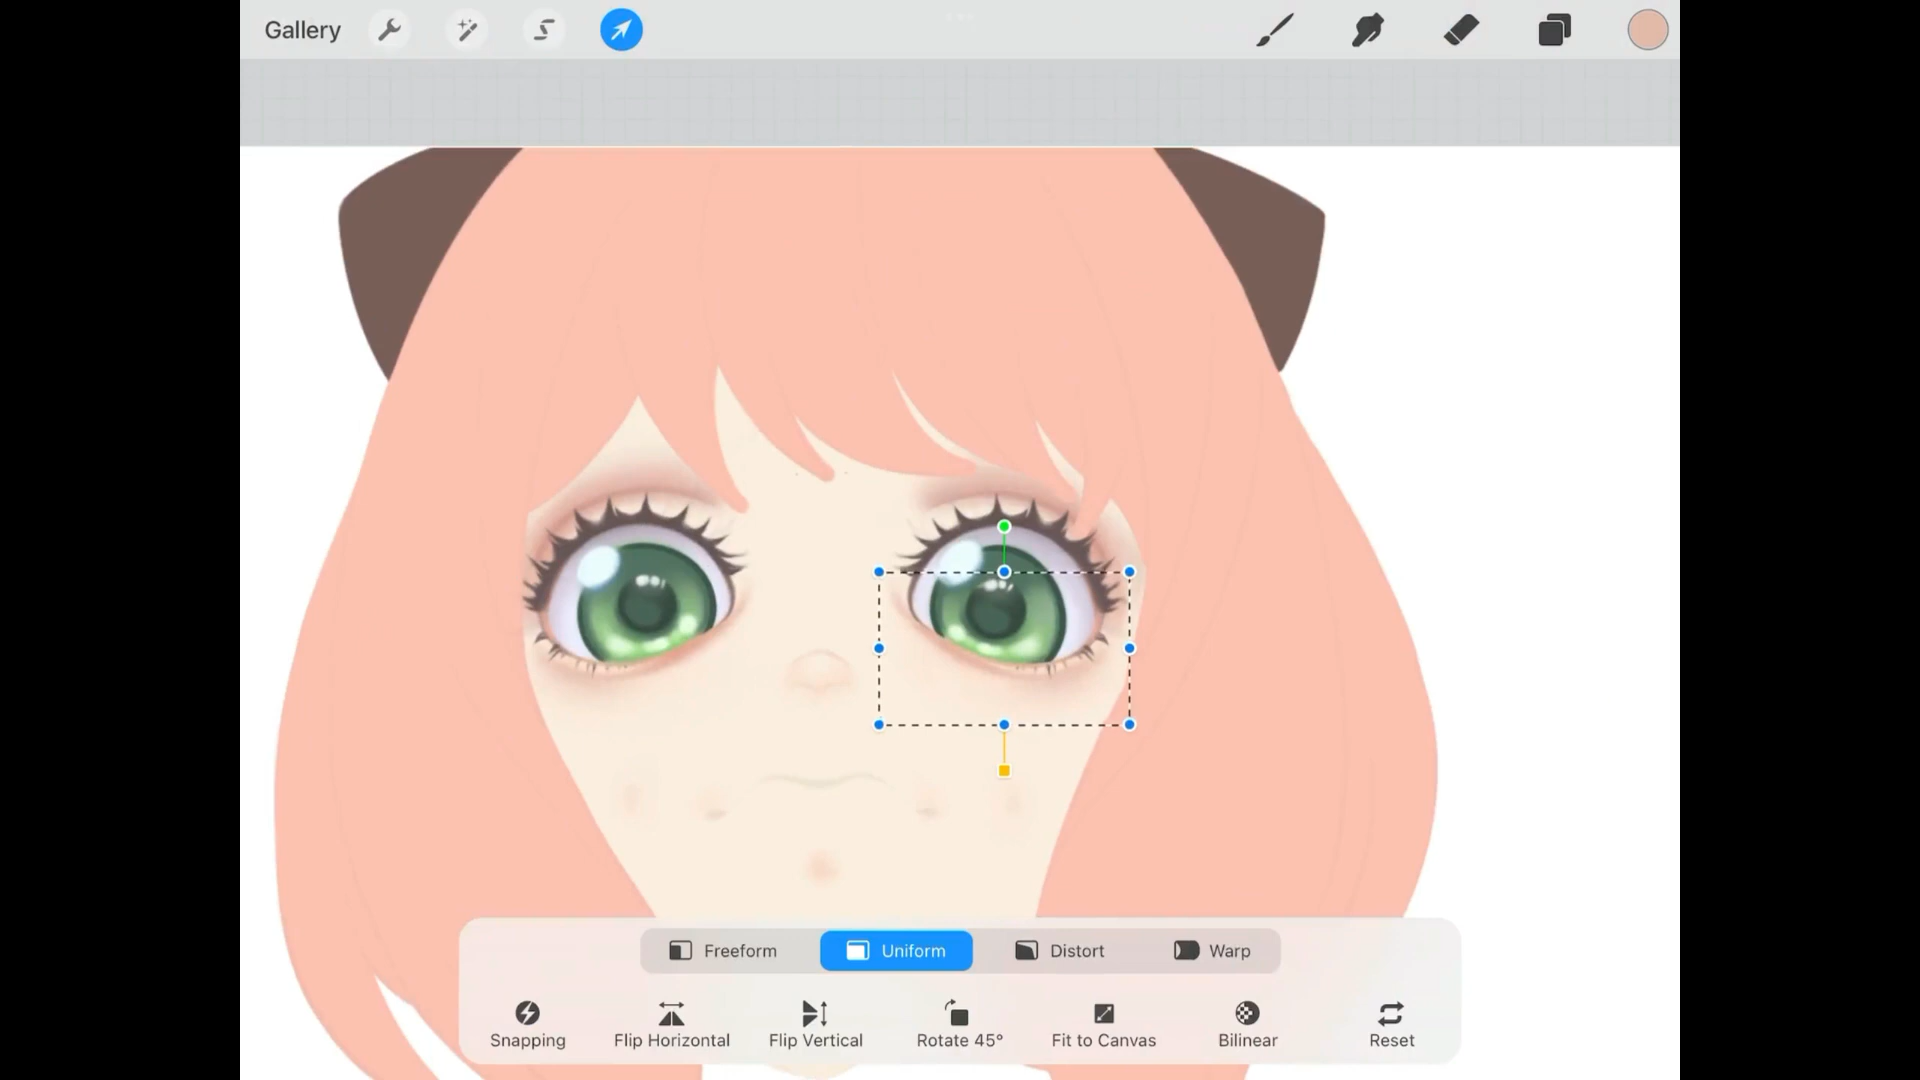 Gallery
Freeform
Uniform
Distort
Warp
Snapping
Flip Horizontal
Flip Vertical
Rotate 45°
Fit to Canvas
Bilinear
Reset